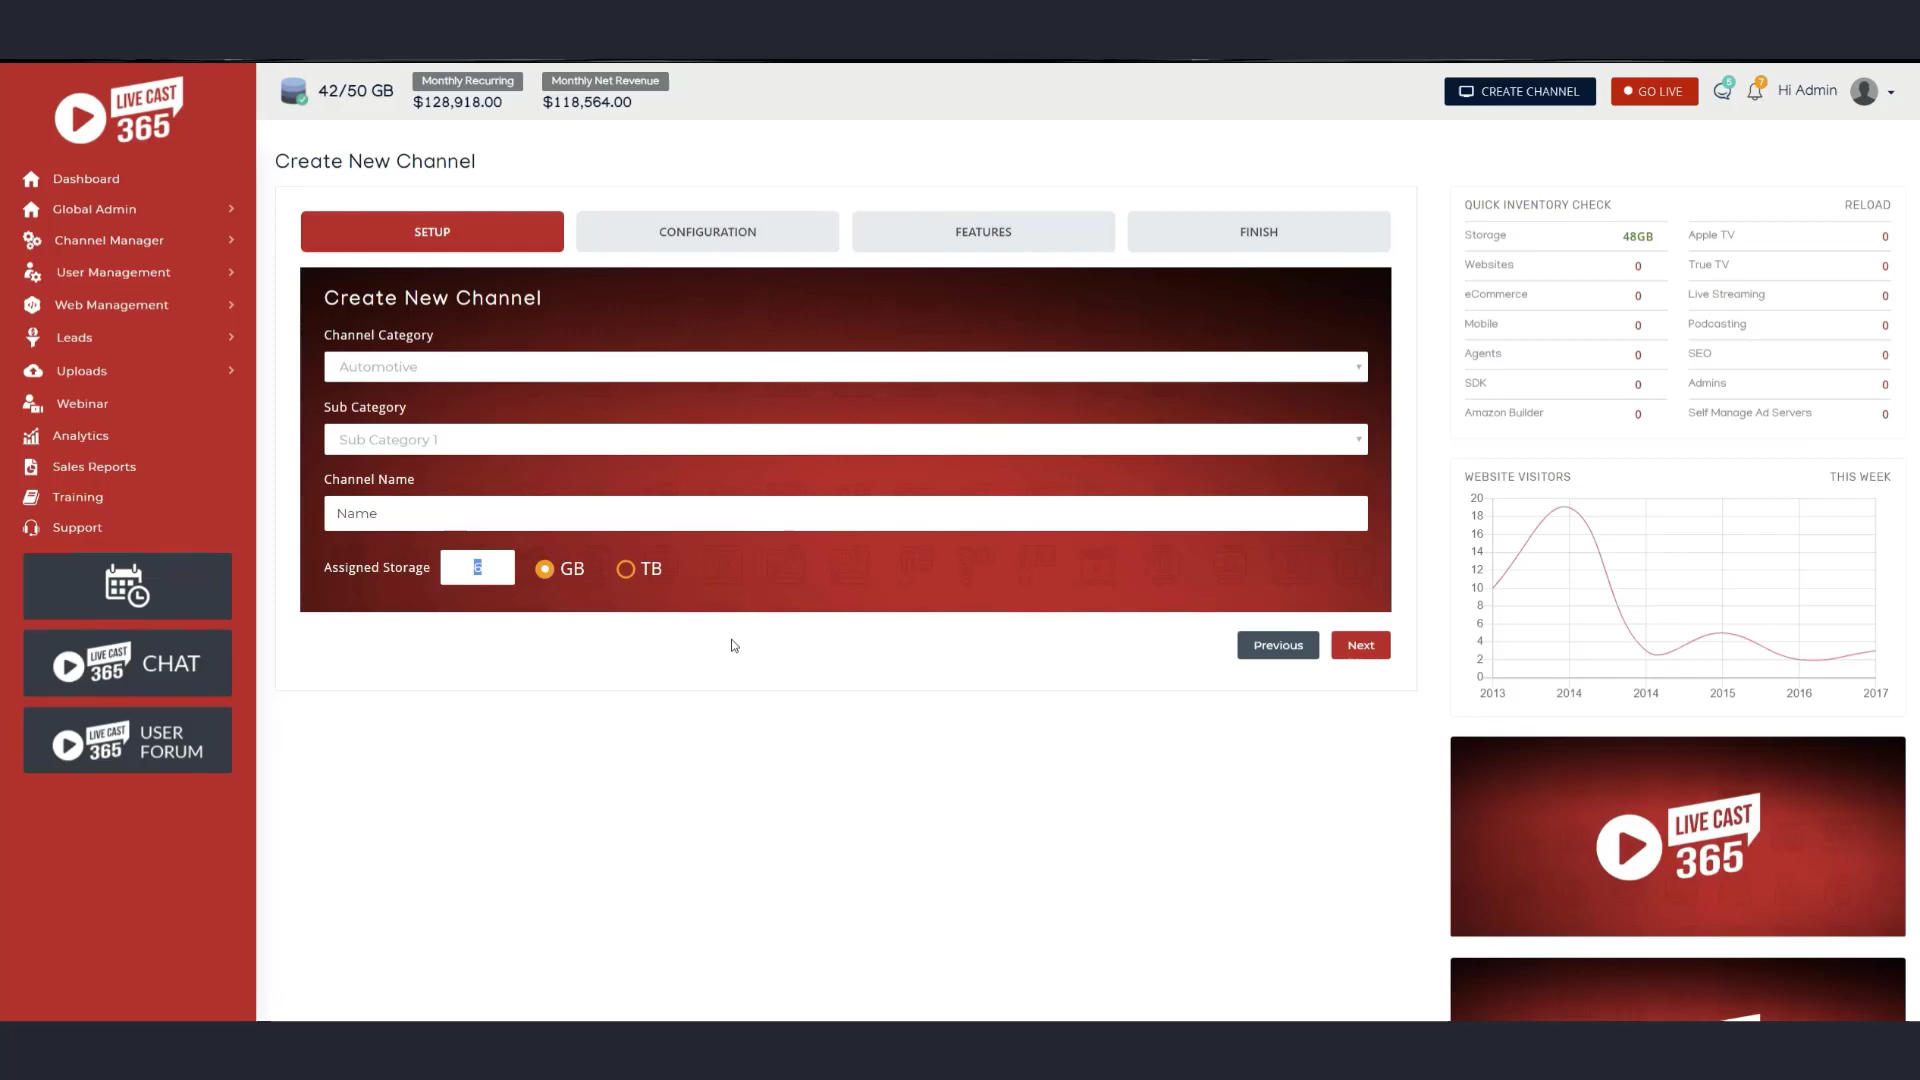 LIVE CAST
365
42/50 GB
Monthly Recurring
$128,918.00
Monthly Net Revenue
$118,564.00
CREATE CHANNEL
GO LIVE
5
7
Hi Admin
Dashboard
Global Admin
Channel Manager
User Management
Web Management
Leads
Uploads
Webinar
Analytics
Sales Reports
Training
Support
LIVE CAST
365
CHAT
LIVE CAST
365
USER
FORUM
Create New Channel
SETUP
CONFIGURATION
FEATURES
FINISH
Create New Channel
Channel Category
Automotive
Sub Category
Sub Category 1
Channel Name
Name
Assigned Storage
6
GB
TB
Previous
Next
QUICK INVENTORY CHECK
RELOAD
Storage 48GB
Websites 0
eCommerce 0
Mobile 0
Agents 0
SDK 0
Amazon Builder 0
Apple TV 0
True TV 0
Live Streaming 0
Podcasting 0
SEO 0
Admins 0
Self Manage Ad Servers 0
WEBSITE VISITORS
THIS WEEK
20
18
16
14
12
10
8
6
4
2
0
2013 2014 2014 2015 2016 2017
LIVE CAST
365